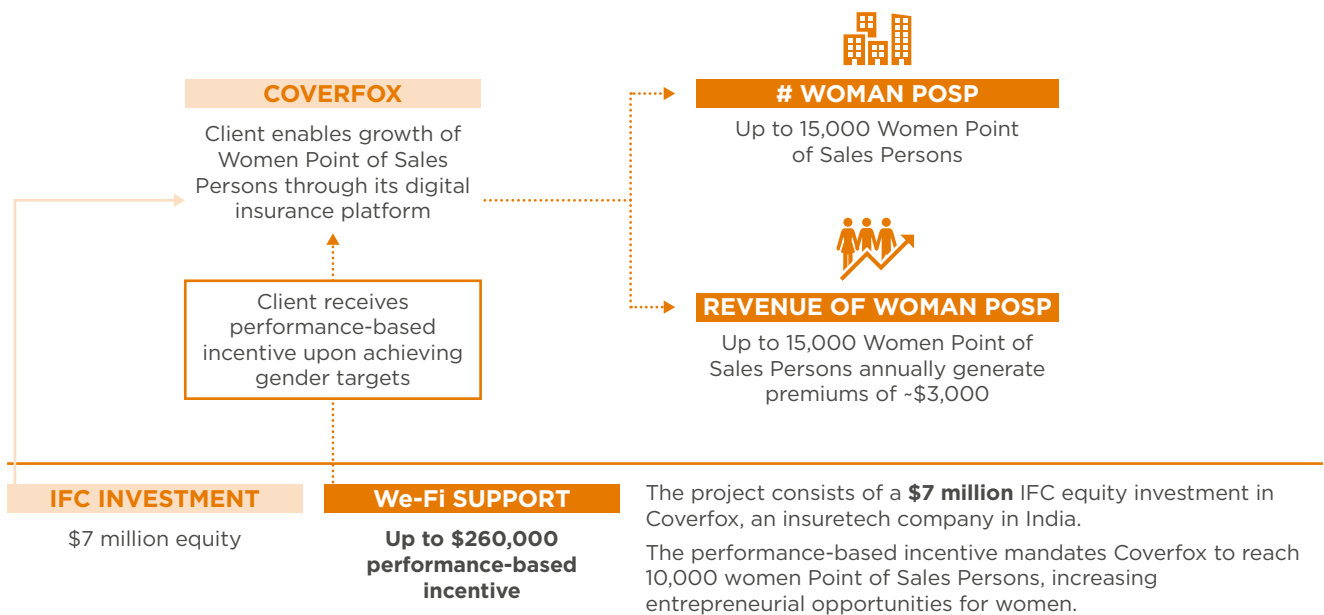 COVERFOX
Client enables growth of
Women Point of Sales
Persons through its digital
insurance platform
Client receives
performance-based
incentive upon achieving
gender targets
# WOMAN POSP
Up to 15,000 Women Point
of Sales Persons
REVENUE OF WOMAN POSP
Up to 15,000 Women Point of
Sales Persons annually generate
premiums of ~$3,000
IFC INVESTMENT
$7 million equity
We-Fi SUPPORT
Up to $260,000
performance-based
incentive
The project consists of a $7 million IFC equity investment in
Coverfox, an insuretech company in India.
The performance-based incentive mandates Coverfox to reach
10,000 women Point of Sales Persons, increasing
entrepreneurial opportunities for women.